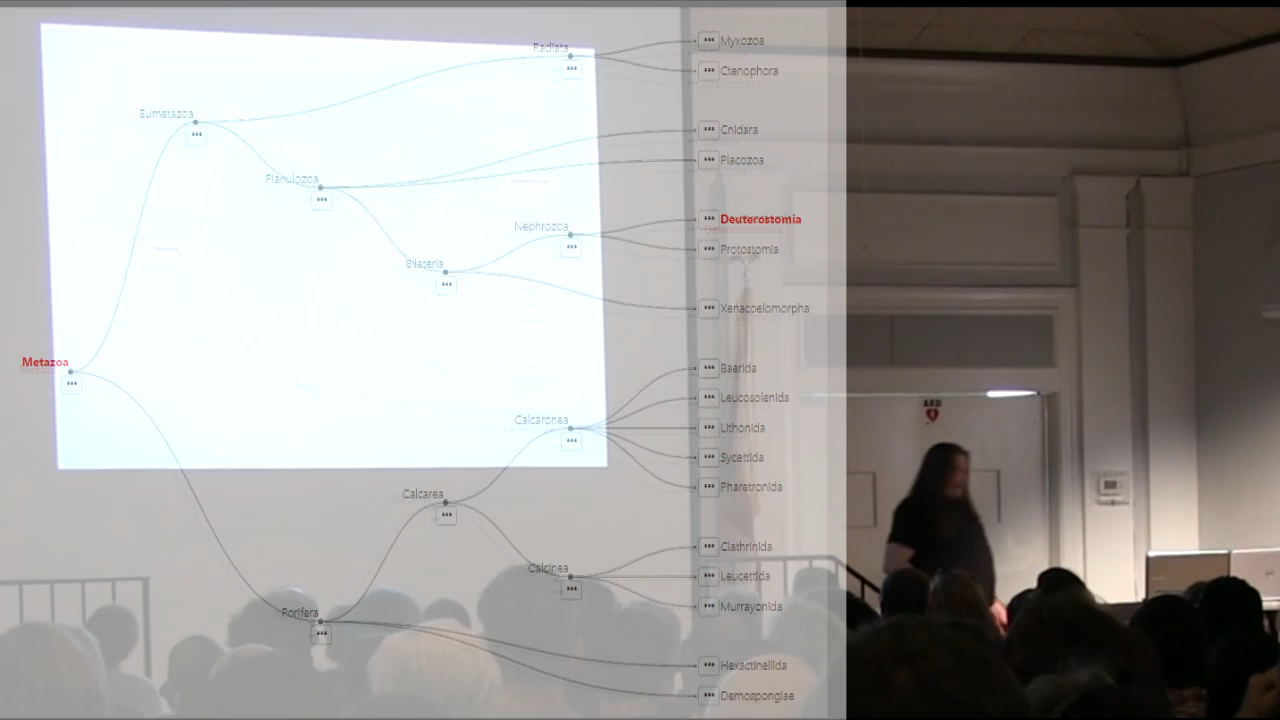 Radiata
Myxozoa
Ctenophora
Eumetazoa
Cnidara
Placozoa
Planulozoa
Deuterostomia
Nephrozoa
Protostomia
Bilateria
Xenacoelomorpha
Metazoa
Baerida
Leucosolenida
Calcaronea
Lithonida
Sycettida
Pharetronida
Calcarea
Clathrinida
Calcinea
Leucettida
Murrayonida
Porifera
Hexactinellida
Demospongiae
AED